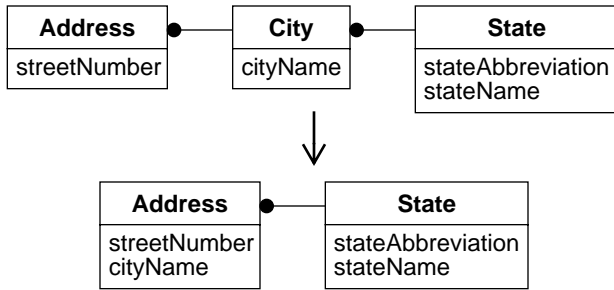 Address
City
State
streetNumber
cityName
stateAbbreviation
stateName
Address
State
streetNumber
cityName
stateAbbreviation
stateName